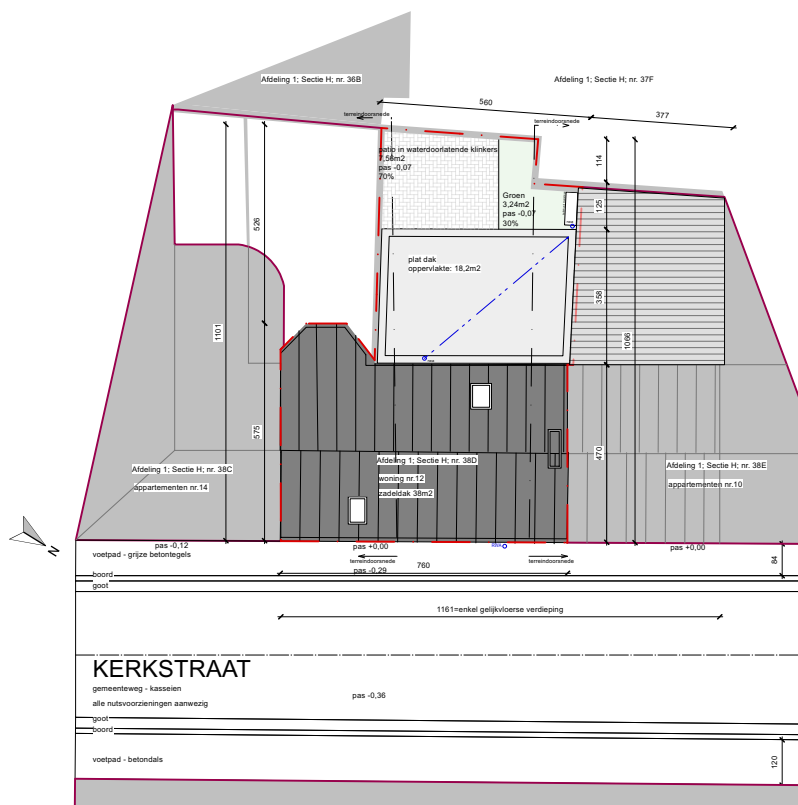 Afdeling 1; Sectie H; nr. 36B
Afdeling 1; Sectie H; nr. 37F
560
377
terreindoorsnede
terreindoorsnede
patio in waterdoorlatende klinkers
7,56m2
pas -0,07
70%
Groen
3,24m2
pas -0,07
30%
114
125
526
plat dak
oppervlakte: 18,2m2
358
1101
1066
575
470
Afdeling 1; Sectie H; nr. 38C
appartementen nr.14
Afdeling 1; Sectie H; nr. 38D
woning nr.12
zadeldak 38m2
Afdeling 1; Sectie H; nr. 38E
appartementen nr.10
N
pas -0,12
pas +0,00
RWA
pas +0,00
voetpad - grijze betontegels
terreindoorsnede
760
terreindoorsnede
84
boord
pas -0,29
goot
1161=enkel gelijkvloerse verdieping
KERKSTRAAT
gemeenteweg - kasseien
pas -0,36
alle nutsvoorzieningen aanwezig
goot
boord
voetpad - betondals
120